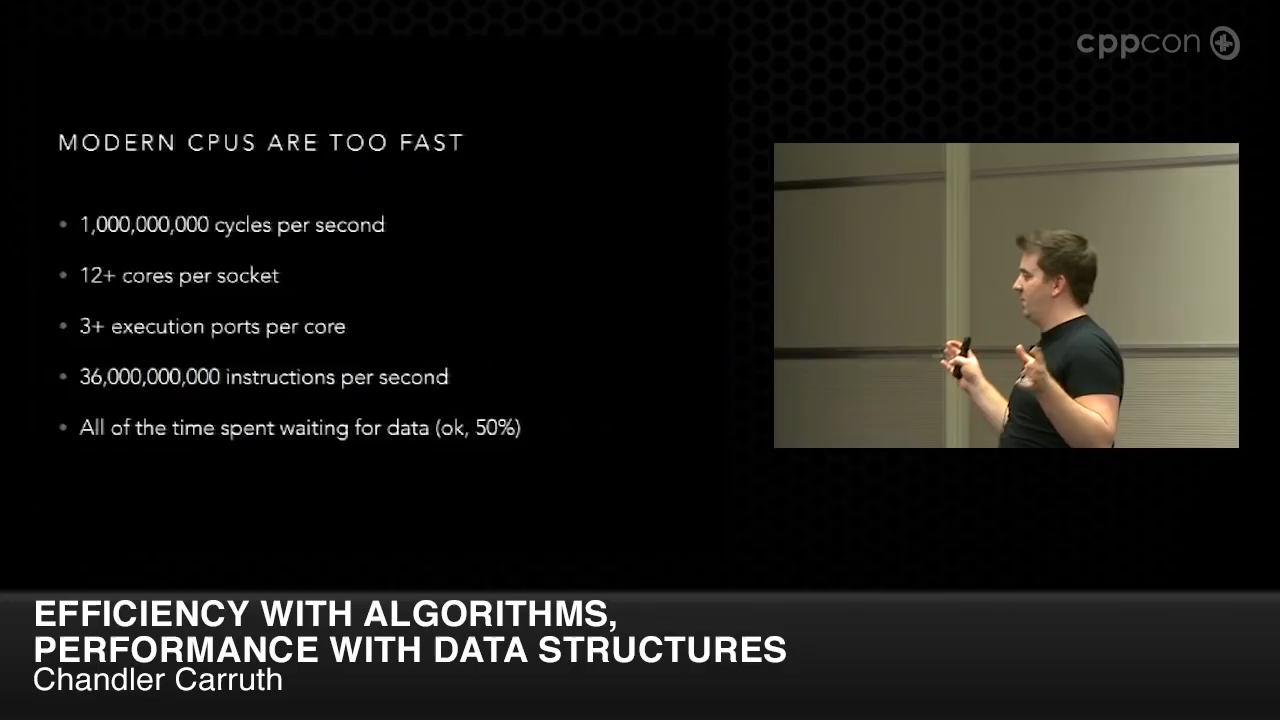 cppcon
MODERN CPUS ARE TOO FAST
• 1,000,000,000 cycles per second
• 12+ cores per socket
• 3+ execution ports per core
• 36,000,000,000 instructions per second
• All of the time spent waiting for data (ok, 50%)
EFFICIENCY WITH ALGORITHMS,
PERFORMANCE WITH DATA STRUCTURES
Chandler Carruth